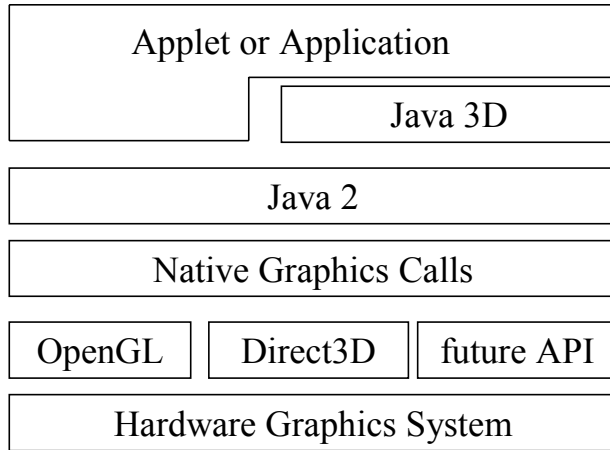 Applet or Application
Java 3D
Java 2
Native Graphics Calls
OpenGL
Direct3D
future API
Hardware Graphics System